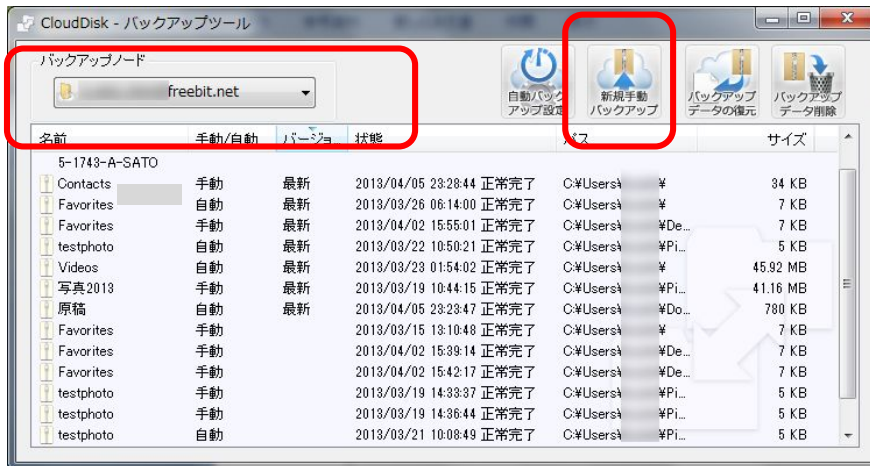 CloudDisk - バックアップツール
バックアップノード
freebit.net
自動バックアップ設定
新規手動バックアップ
バックアップデータの復元
バックアップデータ削除
名前 手動/自動 バージョ... 状態 パス サイズ
5-1743-A-SATO
Contacts 手動 最新 2013/04/05 23:28:44 正常完了 C:¥Users¥ ¥ 34 KB
Favorites 自動 最新 2013/03/26 06:14:00 正常完了 C:¥Users¥ ¥ 7 KB
Favorites 手動 最新 2013/04/02 15:55:01 正常完了 C:¥Users¥ ¥De... 7 KB
testphoto 自動 最新 2013/03/22 10:50:21 正常完了 C:¥Users¥ ¥Pi... 5 KB
Videos 自動 最新 2013/03/23 01:54:02 正常完了 C:¥Users¥ ¥ 45.92 MB
写真2013 手動 最新 2013/03/19 10:44:15 正常完了 C:¥Users¥ ¥Pi... 41.16 MB
原稿 自動 最新 2013/04/05 23:23:47 正常完了 C:¥Users¥ ¥Do... 780 KB
Favorites 手動 2013/03/15 13:10:48 正常完了 C:¥Users¥ ¥ 7 KB
Favorites 手動 2013/04/02 15:39:14 正常完了 C:¥Users¥ ¥De... 7 KB
Favorites 手動 2013/04/02 15:42:17 正常完了 C:¥Users¥ ¥De... 7 KB
testphoto 手動 2013/03/19 14:33:37 正常完了 C:¥Users¥ ¥Pi... 5 KB
testphoto 手動 2013/03/19 14:36:44 正常完了 C:¥Users¥ ¥Pi... 5 KB
testphoto 自動 2013/03/21 10:08:49 正常完了 C:¥Users¥ ¥Pi... 5 KB